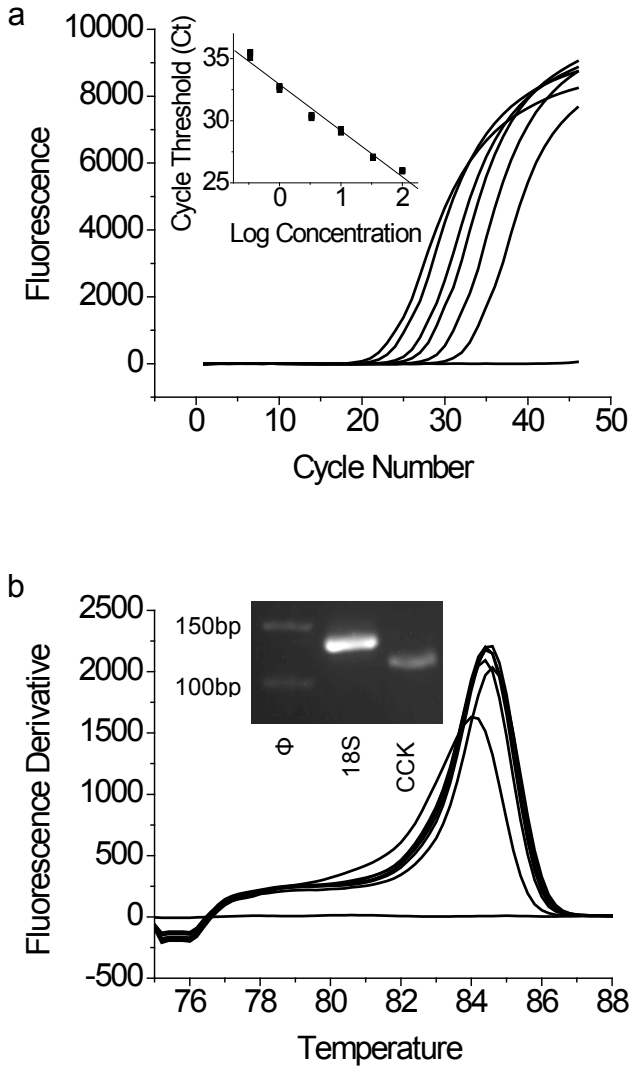 a
10000
8000
6000
4000
2000
0
Fluorescence
35
30
25
Cycle Threshold (Ct)
0 1 2
Log Concentration
0 10 20 30 40 50
Cycle Number
b
2500
2000
1500
1000
500
0
-500
Fluorescence Derivative
150bp
100bp
Φ
18S
CCK
76 78 80 82 84 86 88
Temperature